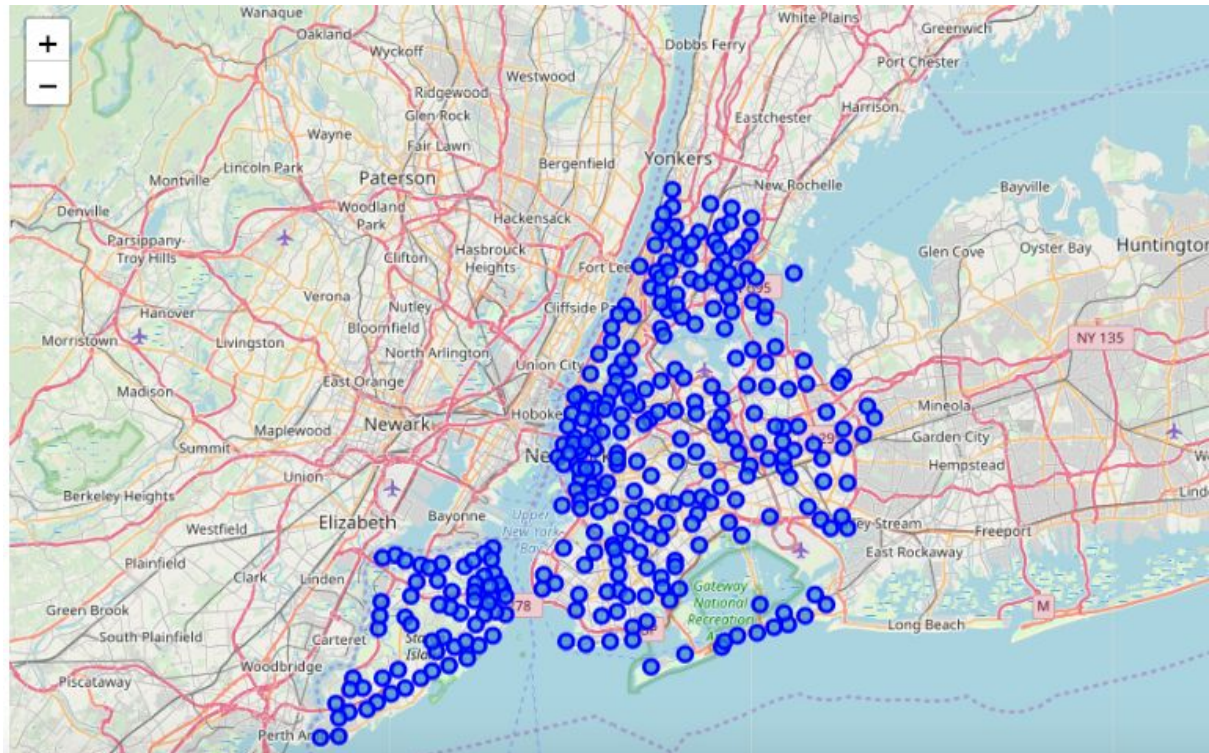 +
−
Wanaque
Oakland
Wyckoff
Ridgewood
Glen Rock
Fair Lawn
Westwood
Dobbs Ferry
White Plains
Greenwich
Port Chester
Harrison
Eastchester
Yonkers
New Rochelle
Bergenfield
Wayne
Lincoln Park
Montville
Denville
Paterson
Woodland
Park
Hackensack
Hasbrouck
Heights
Parsippany-
Troy Hills
Clifton
Fort Lee
Bayville
Glen Cove
Oyster Bay
Huntington
Verona
Nutley
Hanover
Bloomfield
Cliffside
Morristown
Livingston
North Arlington
Union City
NY 135
East Orange
Madison
Newark
Hoboke
Mineola
Maplewood
Summit
Garden City
Union
Hempstead
Berkeley Heights
Elizabeth
Bayonne
Upper
New York
Bay
Westfield
Freeport
East Rockaway
Plainfield
Linden
Clark
Gateway
National
Recreation
Green Brook
78
M
Long Beach
South Plainfield
Carteret
Woodbridge
Piscataway
Perth